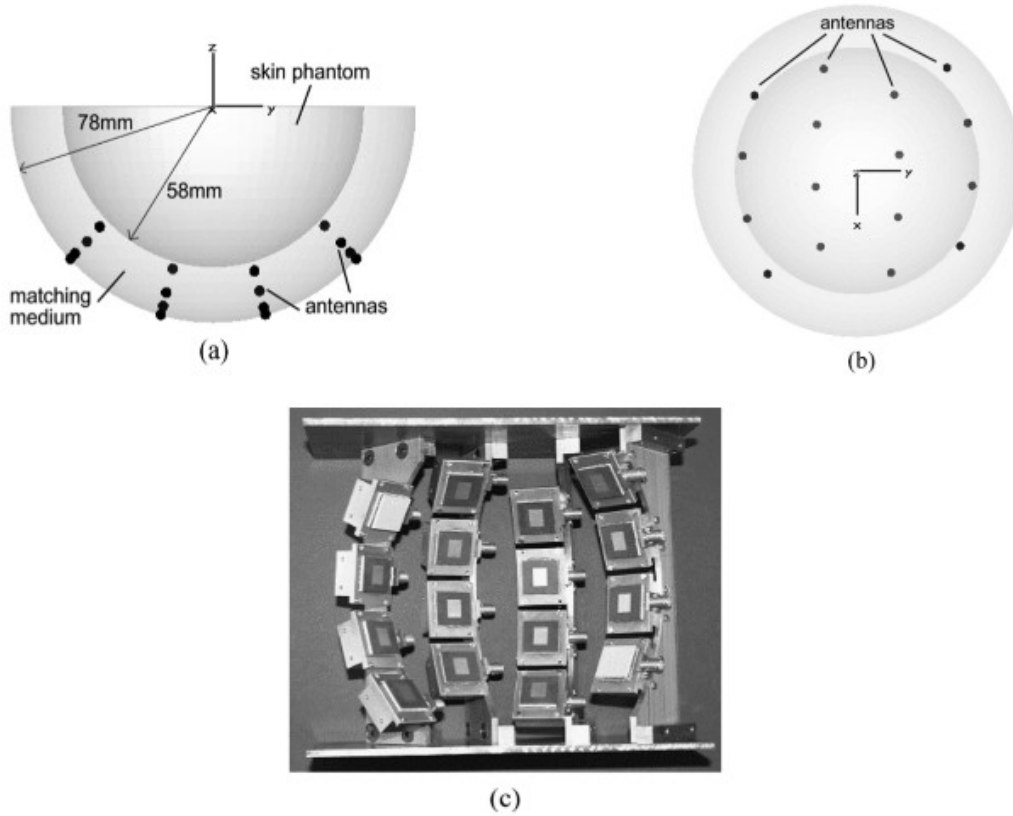 z
skin phantom
x
y
78mm
58mm
matching
medium
antennas
(a)
antennas
z
y
x
(b)
(c)